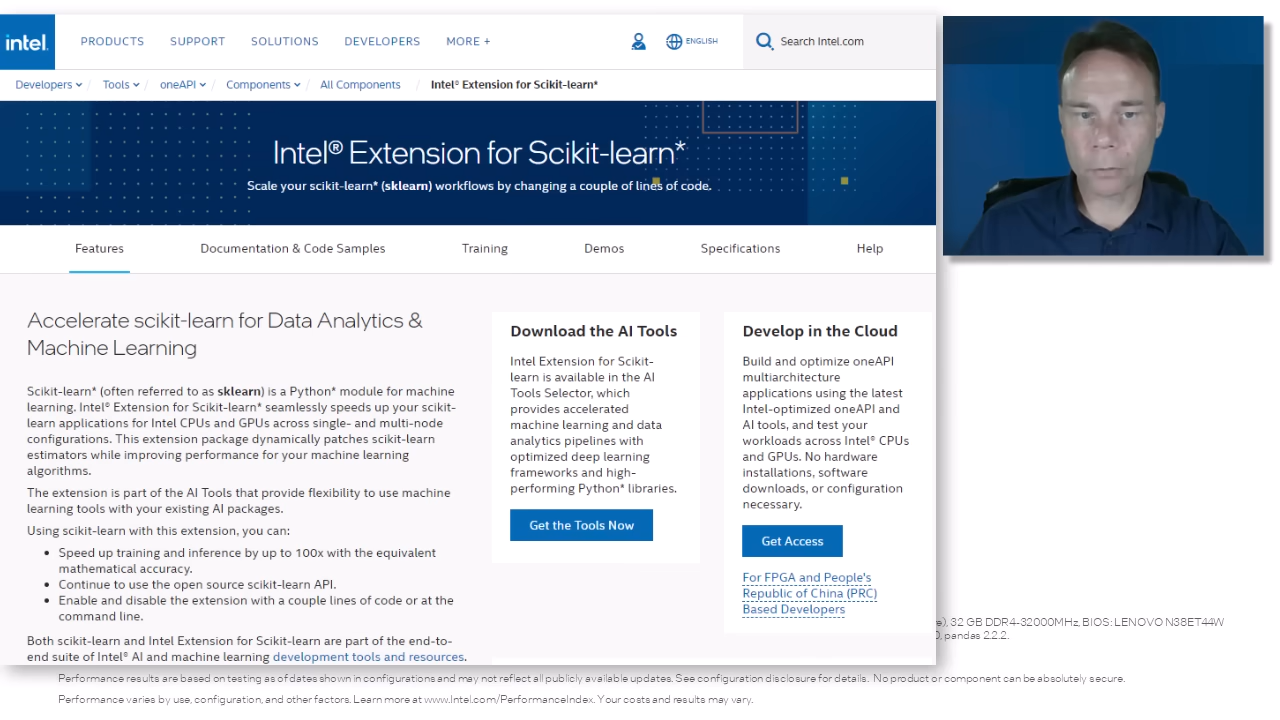 intel.
PRODUCTS
SUPPORT
SOLUTIONS
DEVELOPERS
MORE +
ENGLISH
Search Intel.com
Developers
Tools
oneAPI
Components
All Components
Intel® Extension for Scikit-learn*
Intel® Extension for Scikit-learn*
Scale your scikit-learn* (sklearn) workflows by changing a couple of lines of code.
Features
Documentation & Code Samples
Training
Demos
Specifications
Help
Accelerate scikit-learn for Data Analytics &
Machine Learning
Scikit-learn* (often referred to as sklearn) is a Python* module for machine
learning. Intel® Extension for Scikit-learn* seamlessly speeds up your scikit-
learn applications for Intel CPUs and GPUs across single- and multi-node
configurations. This extension package dynamically patches scikit-learn
estimators while improving performance for your machine learning
algorithms.
The extension is part of the AI Tools that provide flexibility to use machine
learning tools with your existing AI packages.
Using scikit-learn with this extension, you can:
• Speed up training and inference by up to 100x with the equivalent
mathematical accuracy.
• Continue to use the open source scikit-learn API.
• Enable and disable the extension with a couple lines of code or at the
command line.
Both scikit-learn and Intel Extension for Scikit-learn are part of the end-to-
end suite of Intel® AI and machine learning development tools and resources.
Download the AI Tools
Intel Extension for Scikit-
learn is available in the AI
Tools Selector, which
provides accelerated
machine learning and data
analytics pipelines with
optimized deep learning
frameworks and high-
performing Python* libraries.
Get the Tools Now
Develop in the Cloud
Build and optimize oneAPI
multiarchitecture
applications using the latest
Intel-optimized oneAPI and
AI tools, and test your
workloads across Intel® CPUs
and GPUs. No hardware
installations, software
downloads, or configuration
necessary.
Get Access
For FPGA and People's
Republic of China (PRC)
Based Developers
e), 32 GB DDR4-32000MHz, BIOS: LENOVO N38ET44W
, pandas 2.2.2.
Performance results are based on testing as of dates shown in configurations and may not reflect all publicly available updates. See configuration disclosure for details. No product or component can be absolutely secure.
Performance varies by use, configuration, and other factors. Learn more at www.Intel.com/PerformanceIndex. Your costs and results may vary.